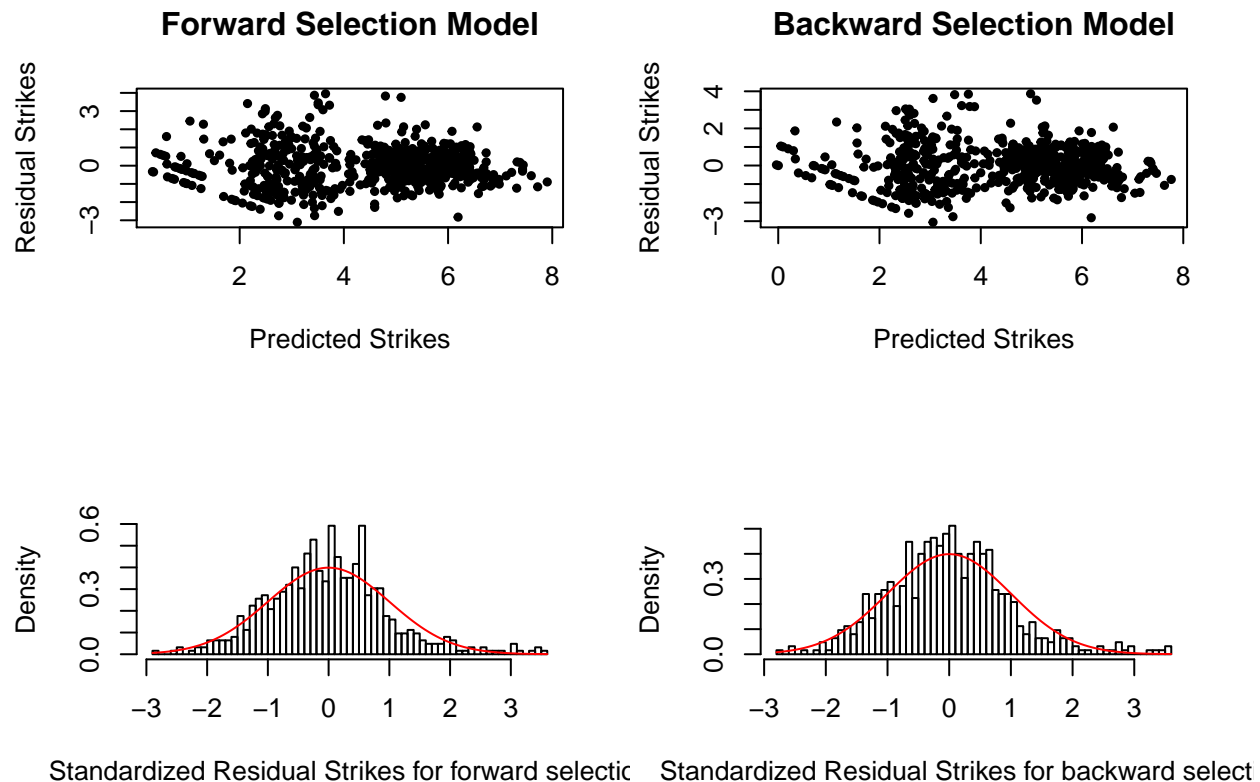 Forward Selection Model
Residual Strikes
3
0
−3
2 4 6 8
Predicted Strikes
Backward Selection Model
Residual Strikes
4
2
0
−3
0 2 4 6 8
Predicted Strikes
Density
0.6
0.3
0.0
−3 −2 −1 0 1 2 3
Standardized Residual Strikes for forward selectic
Density
0.3
0.0
−3 −2 −1 0 1 2 3
Standardized Residual Strikes for backward select